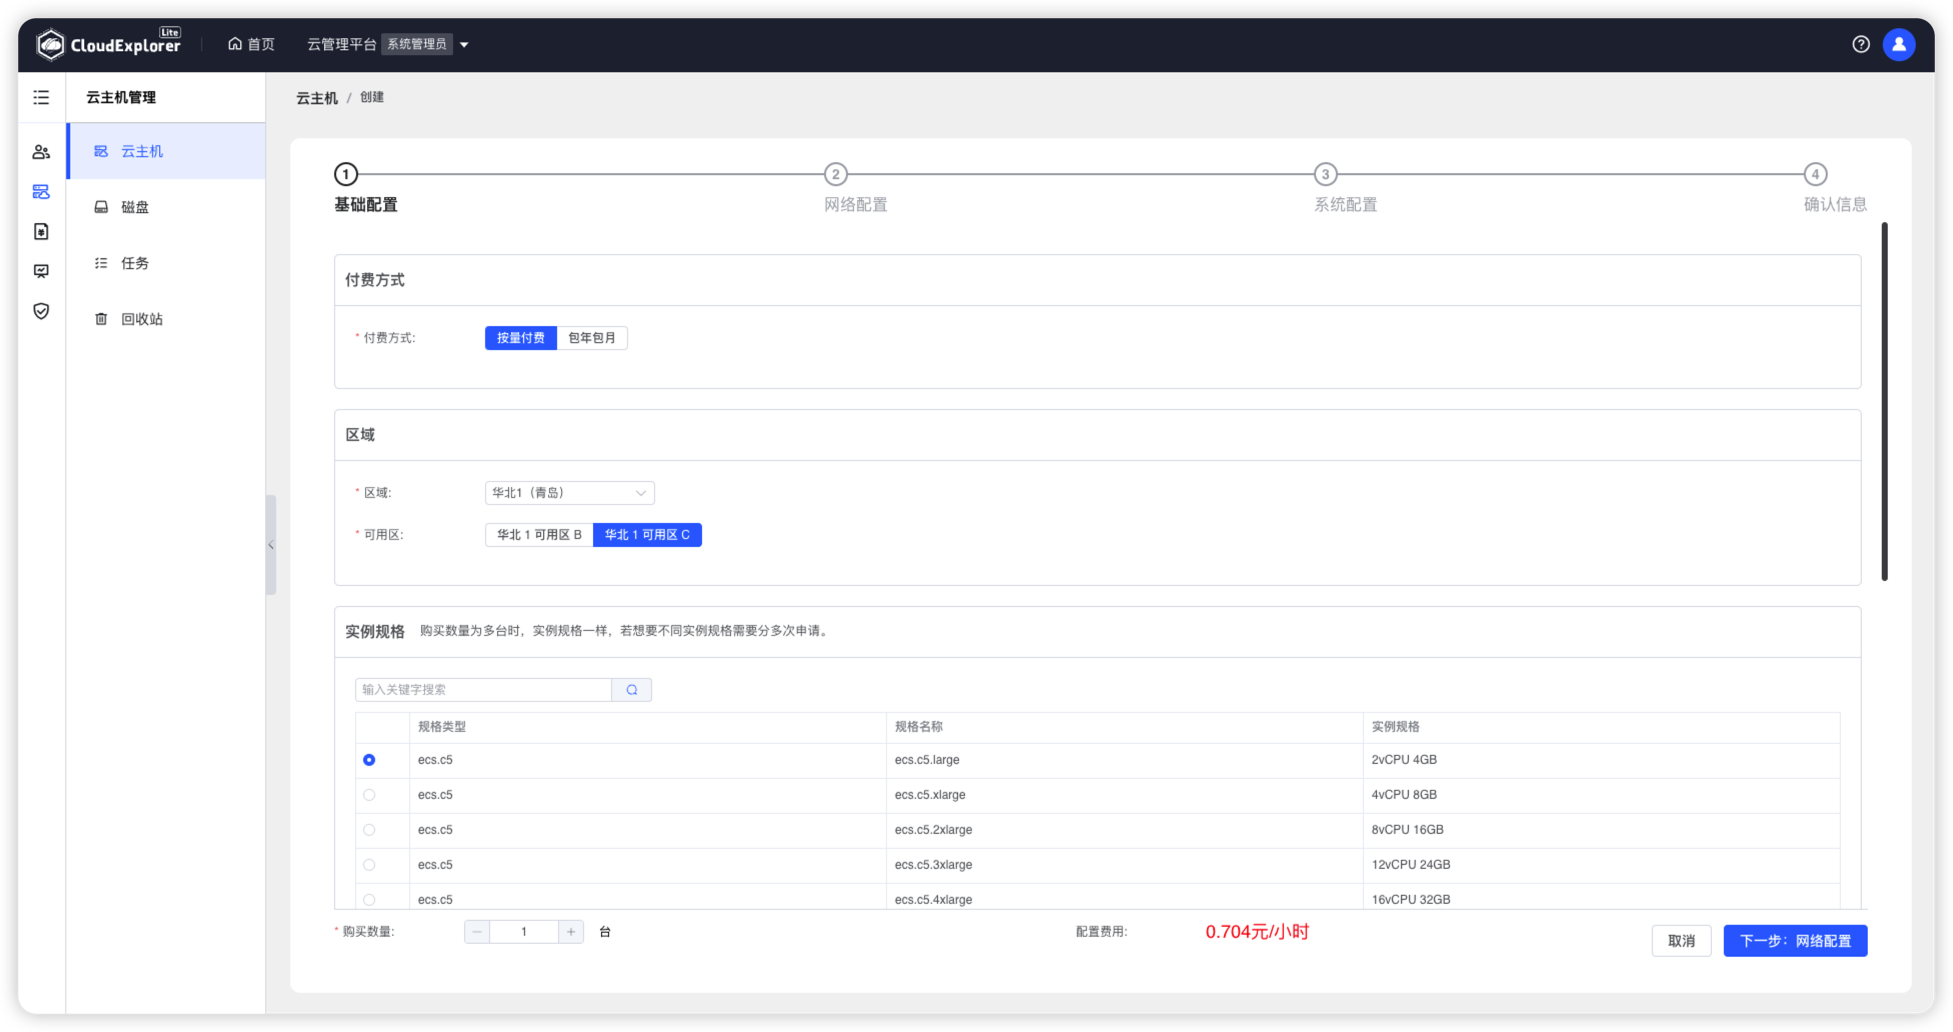 CloudExplorer Lite
首页
云管理平台 系统管理员
云主机管理
云主机
磁盘
任务
回收站
云主机 / 创建
1 2 3 4
基础配置 网络配置 系统配置 确认信息
付费方式
* 付费方式: 按量付费 包年包月
区域
* 区域: 华北1（青岛）
* 可用区: 华北 1 可用区 B 华北 1 可用区 C
实例规格 购买数量为多台时，实例规格一样，若想要不同实例规格需要分多次申请。
输入关键字搜索
规格类型 规格名称 实例规格
ecs.c5 ecs.c5.large 2vCPU 4GB
ecs.c5 ecs.c5.xlarge 4vCPU 8GB
ecs.c5 ecs.c5.2xlarge 8vCPU 16GB
ecs.c5 ecs.c5.3xlarge 12vCPU 24GB
ecs.c5 ecs.c5.4xlarge 16vCPU 32GB
* 购买数量: − 1 + 台 配置费用: 0.704元/小时
取消 下一步：网络配置